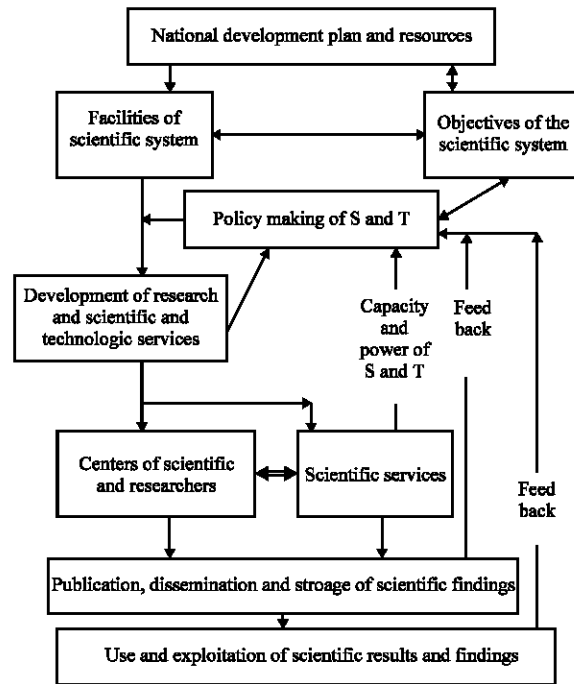 National development plan and resources
Facilities of
scientific system
Objectives of the
scientific system
Policy making of S and T
Development of research
and scientific and
technologic services
Capacity
and
power of
S and T
Feed
back
Centers of scientific
and researchers
Scientific services
Feed
back
Publication, dissemination and stroage of scientific findings
Use and exploitation of scientific results and findings